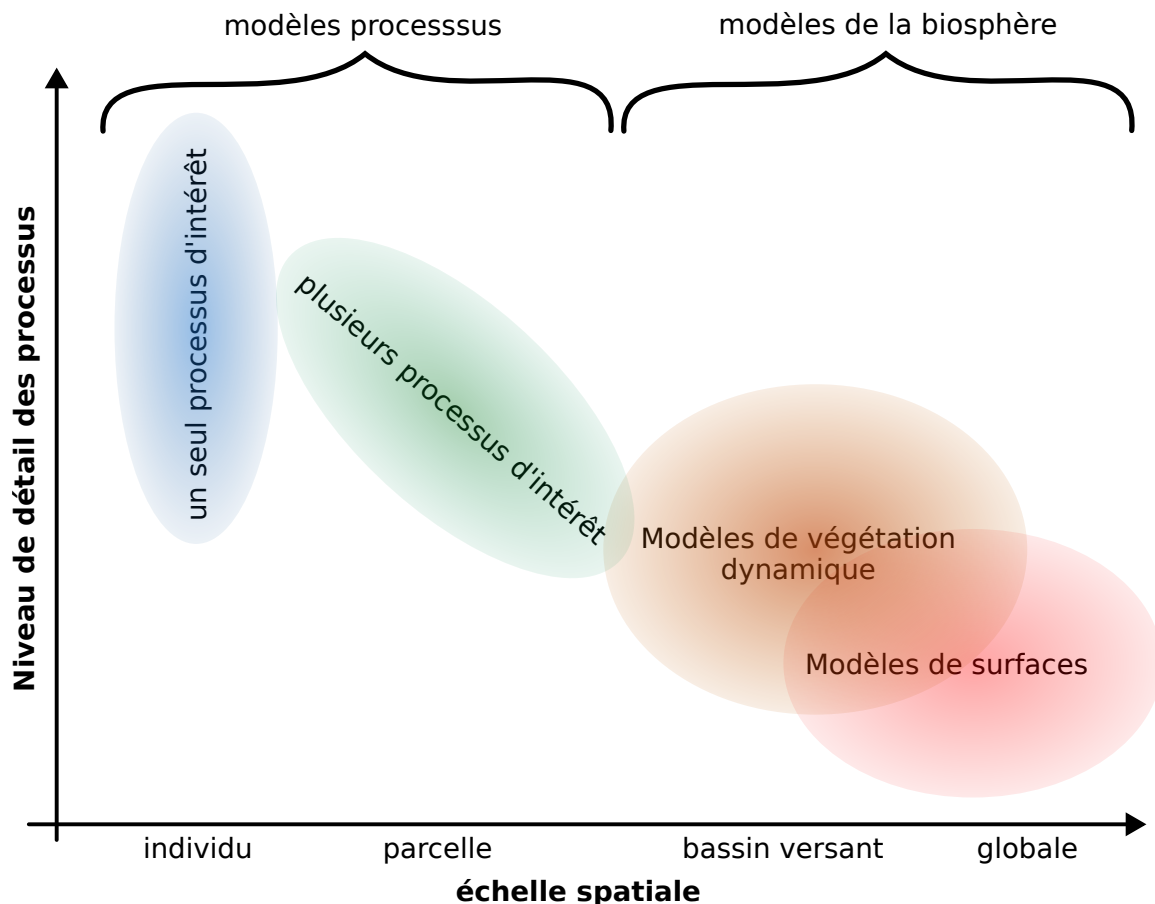 modèles processsus
modèles de la biosphère
Niveau de détail des processus
un seul processus d'intérêt
plusieurs processus d'intérêt
Modèles de végétation
dynamique
Modèles de surfaces
individu
parcelle
bassin versant
globale
échelle spatiale